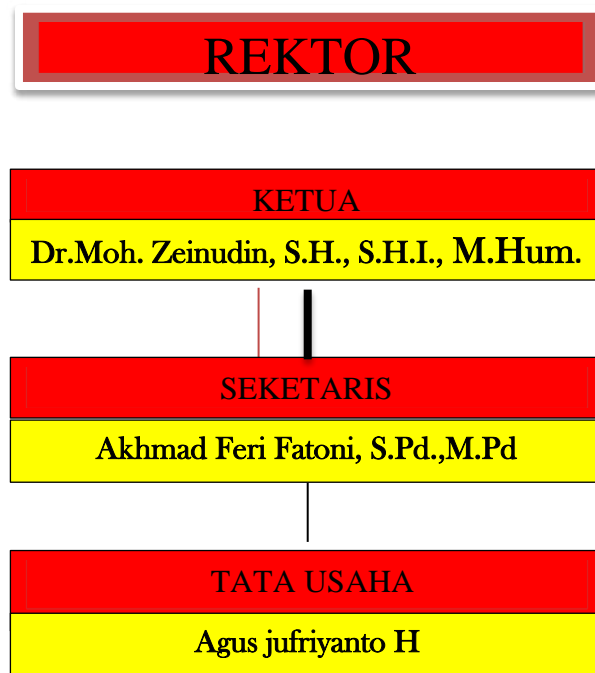 REKTOR
KETUA
Dr.Moh. Zeinudin, S.H., S.H.I., M.Hum.
SEKETARIS
Akhmad Feri Fatoni, S.Pd.,M.Pd
TATA USAHA
Agus jufriyanto H